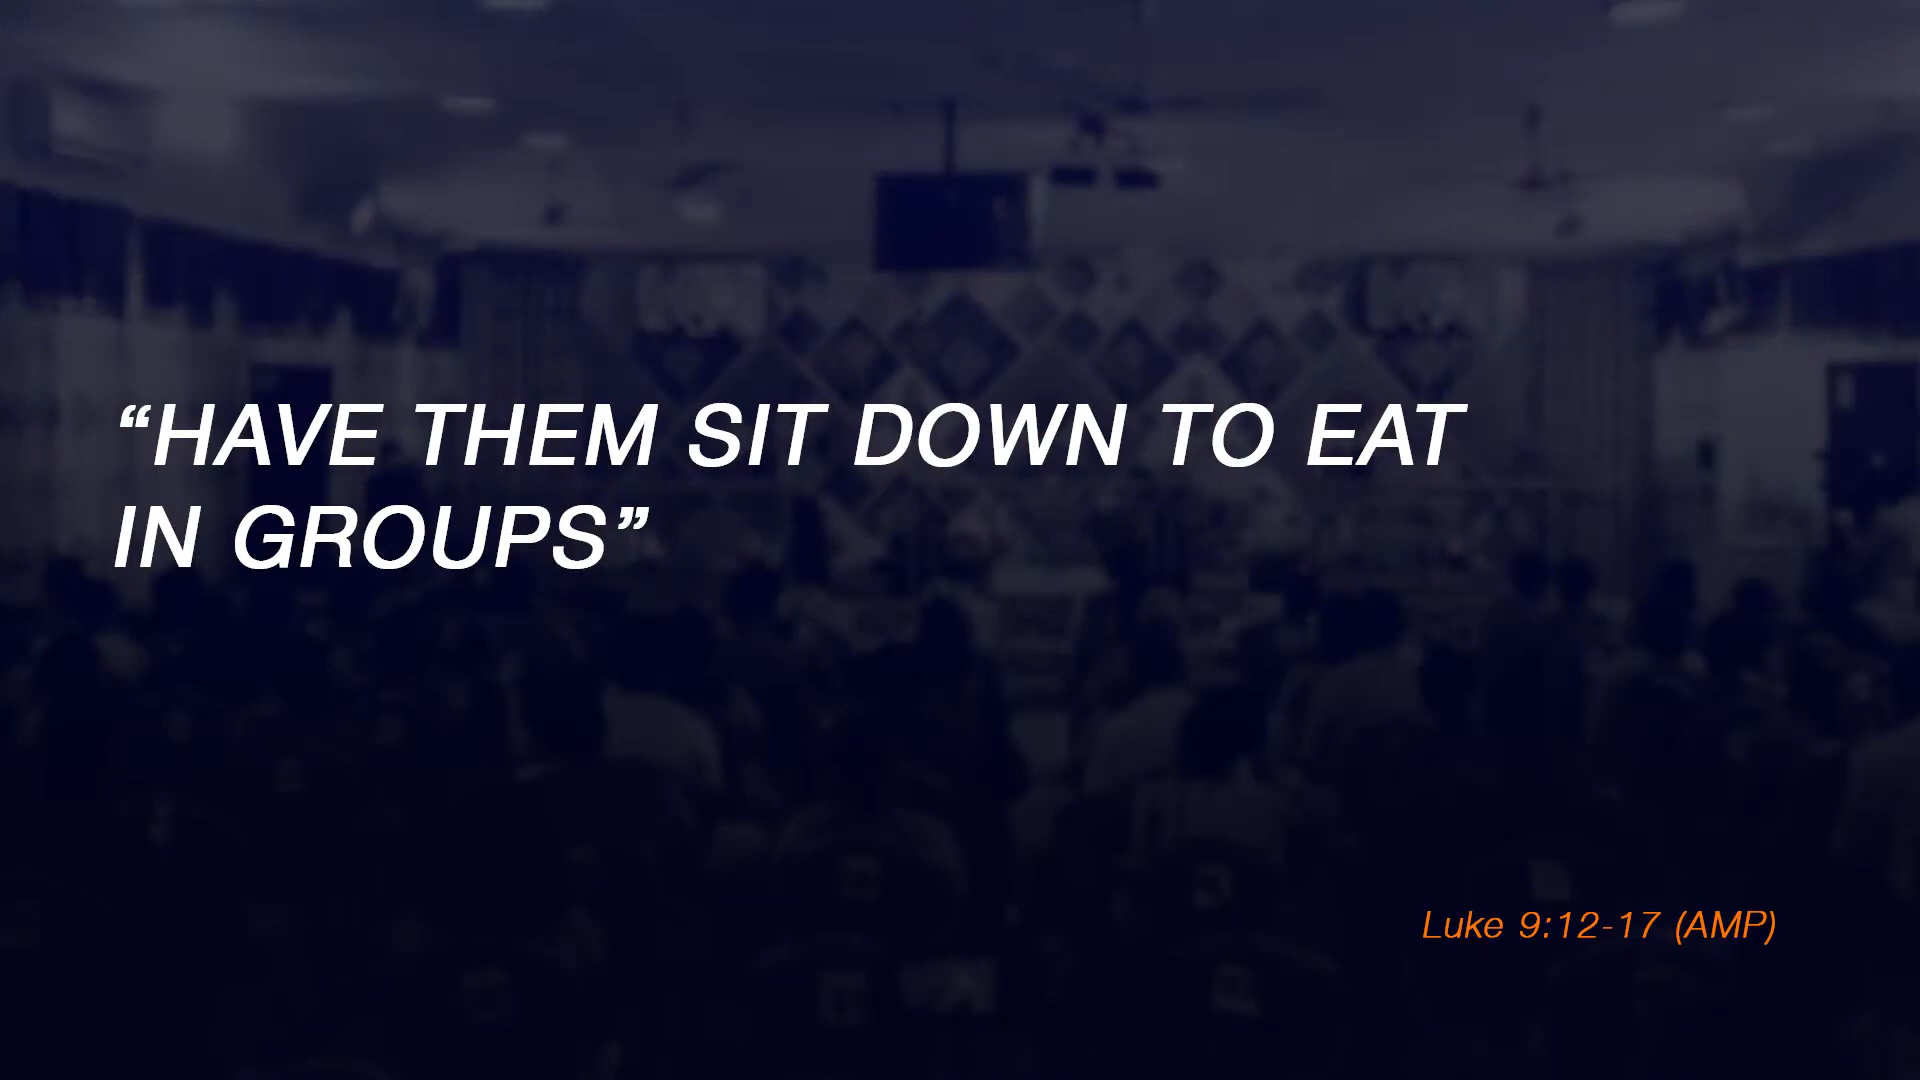 “HAVE THEM SIT DOWN TO EAT
IN GROUPS”
Luke 9:12-17 (AMP)